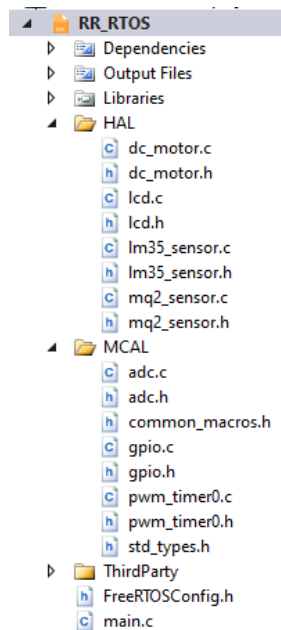 RR_RTOS
Dependencies
Output Files
Libraries
HAL
dc_motor.c
dc_motor.h
lcd.c
lcd.h
lm35_sensor.c
lm35_sensor.h
mq2_sensor.c
mq2_sensor.h
MCAL
adc.c
adc.h
common_macros.h
gpio.c
gpio.h
pwm_timer0.c
pwm_timer0.h
std_types.h
ThirdParty
FreeRTOSConfig.h
main.c